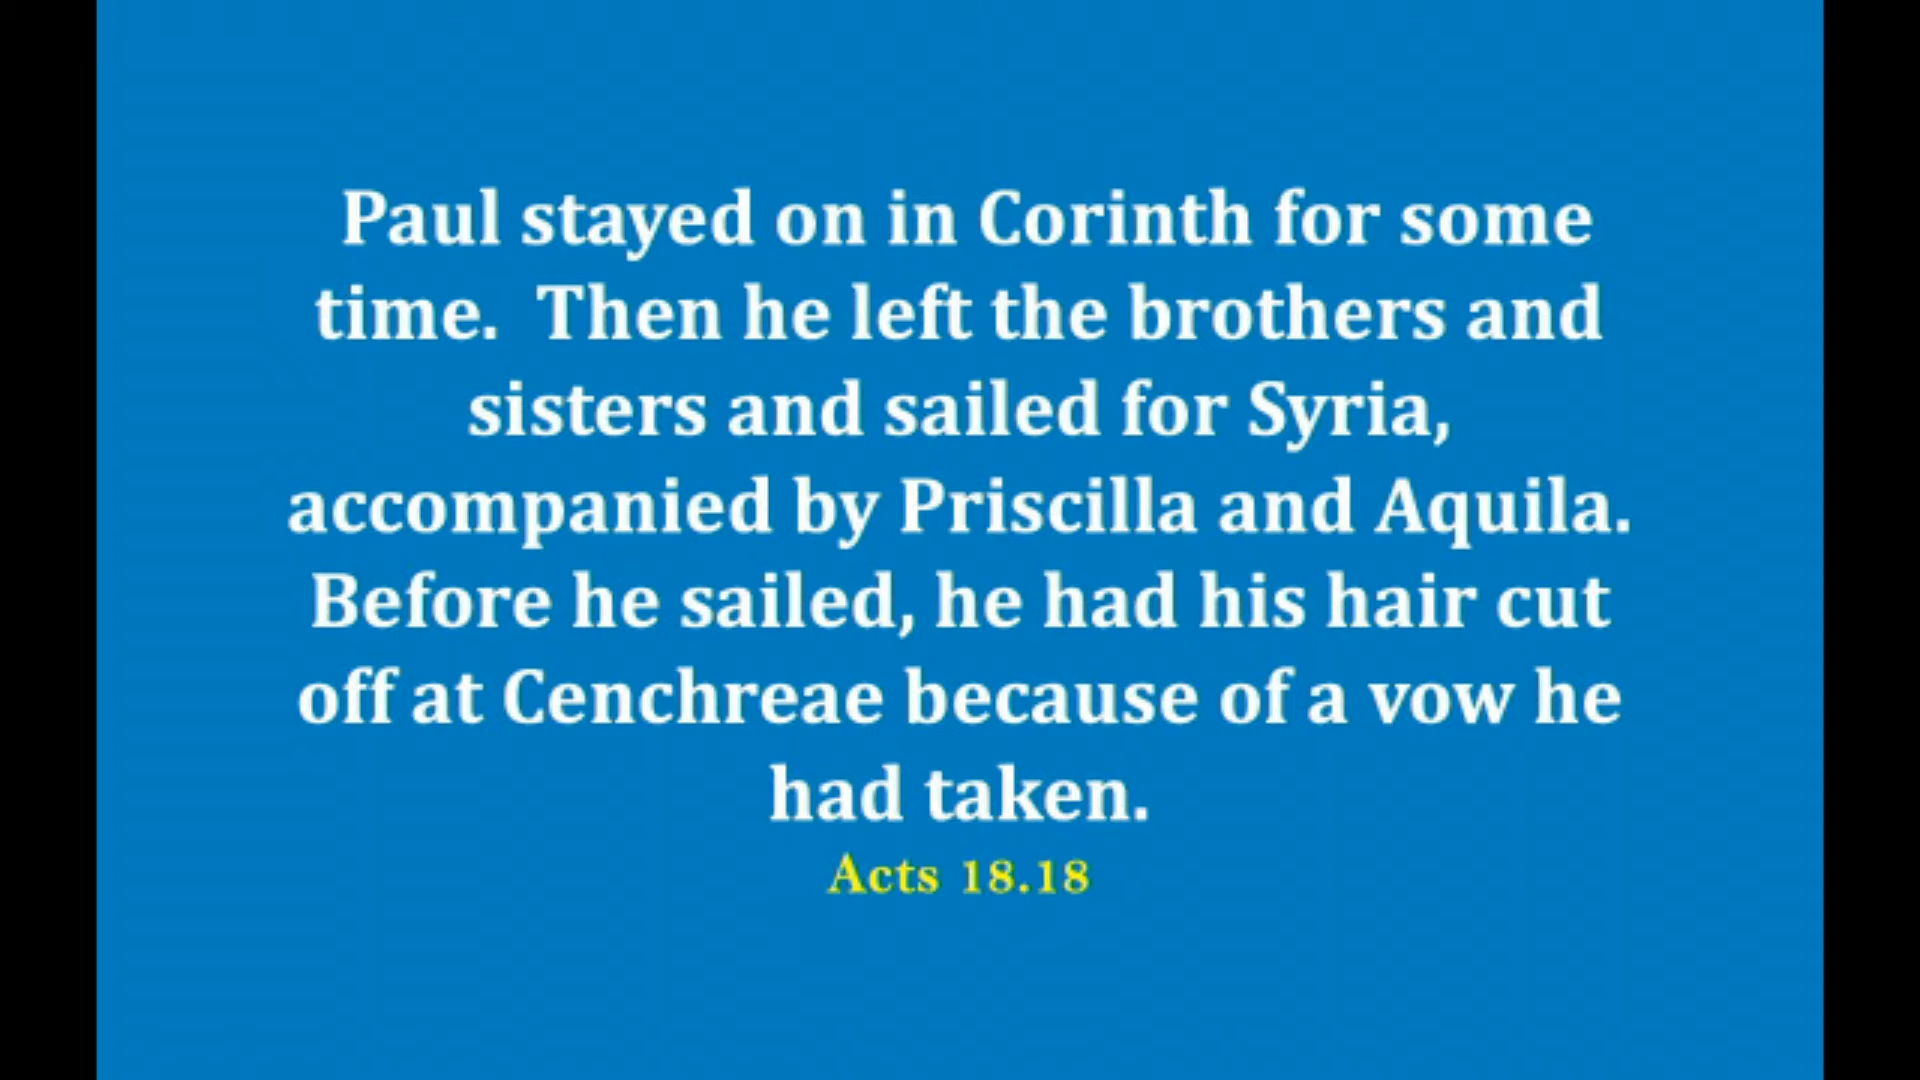 Paul stayed on in Corinth for some
time.  Then he left the brothers and
sisters and sailed for Syria,
accompanied by Priscilla and Aquila.
Before he sailed, he had his hair cut
off at Cenchreae because of a vow he
had taken.
Acts 18.18